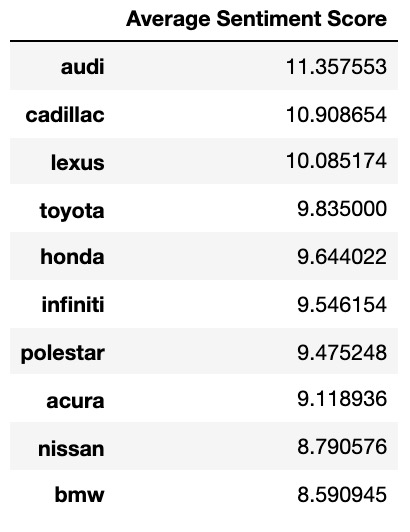 Average Sentiment Score
audi 11.357553
cadillac 10.908654
lexus 10.085174
toyota 9.835000
honda 9.644022
infiniti 9.546154
polestar 9.475248
acura 9.118936
nissan 8.790576
bmw 8.590945